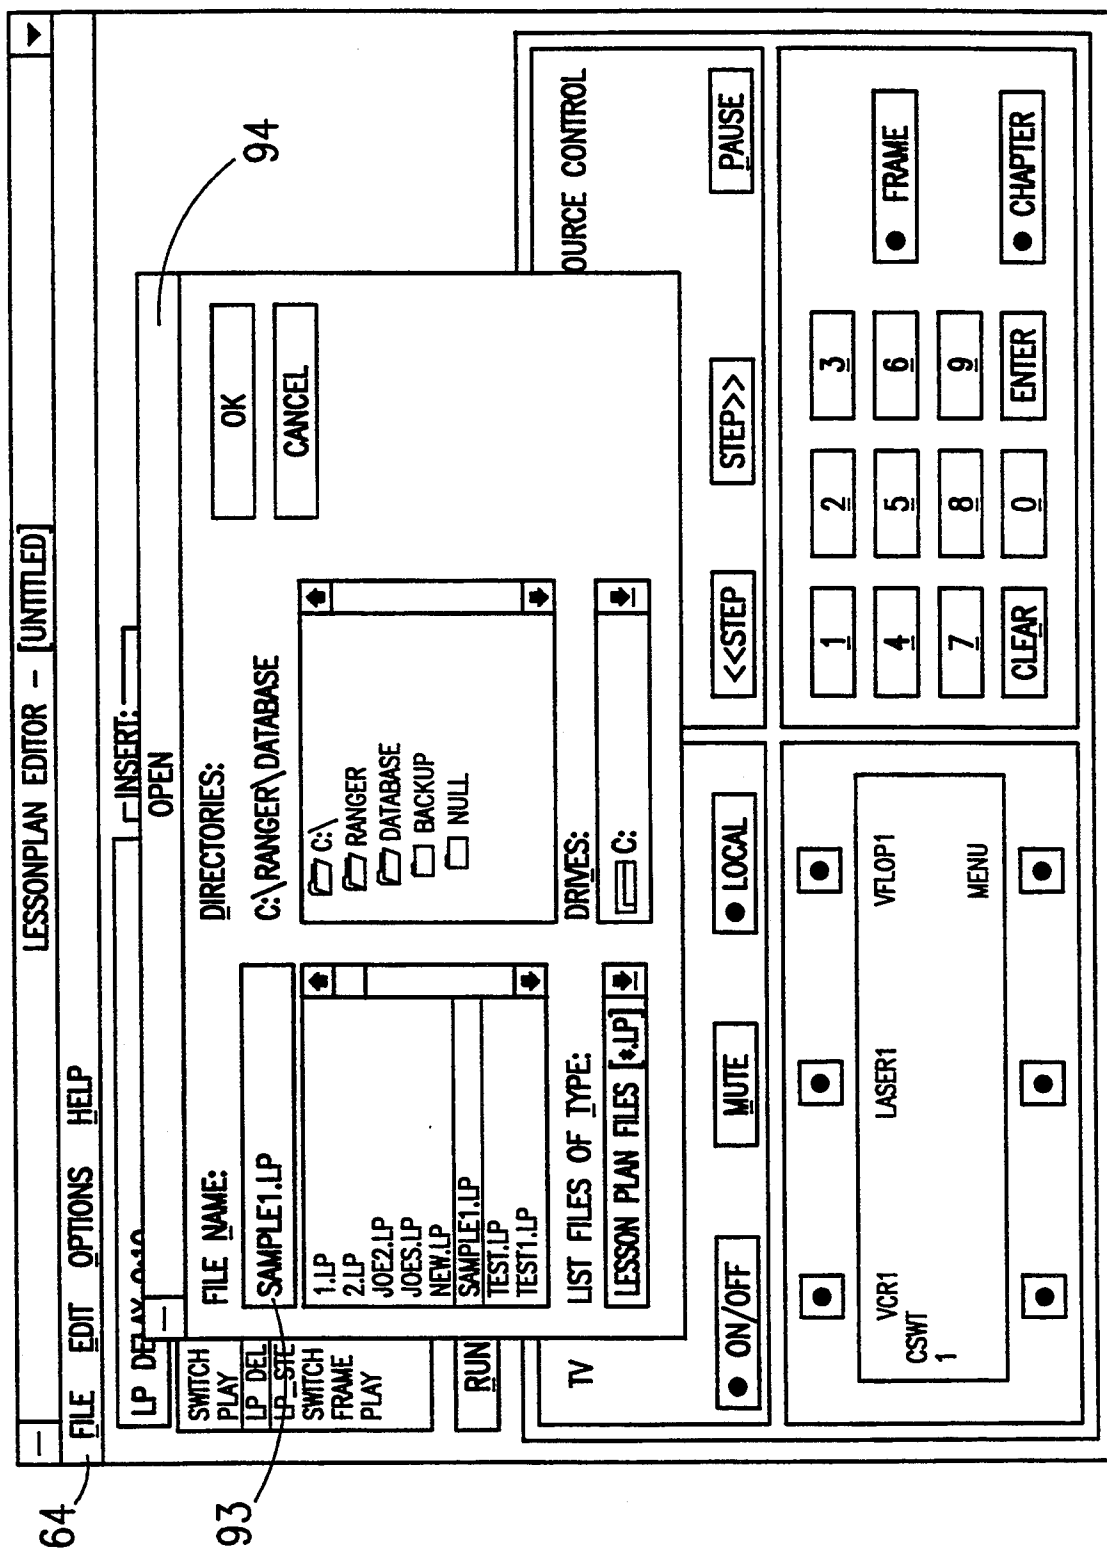 LESSONPLAN EDITOR – [UNTITLED]
64
FILE EDIT OPTIONS HELP
LP DELAY 0:10
INSERT:
OPEN
94
SWITCH
PLAY
LP DEL
LP_STE
SWITCH
FRAME
PLAY
RUN
93
FILE NAME:
SAMPLE1.LP
1.LP
2.LP
JOE2.LP
JOES.LP
NEW.LP
SAMPLE1.LP
TEST.LP
TEST1.LP
LIST FILES OF TYPE:
LESSON PLAN FILES [*.LP]
DIRECTORIES:
C:\RANGER\DATABASE
C:\
RANGER
DATABASE
BACKUP
NULL
DRIVES:
C:
OK
CANCEL
TV
OURCE CONTROL
ON/OFF
MUTE
LOCAL
<<STEP
STEP>>
PAUSE
VCR1
LASER1
VFLOP1
CSWT
1
MENU
1
2
3
4
5
6
FRAME
7
8
9
CLEAR
0
ENTER
CHAPTER